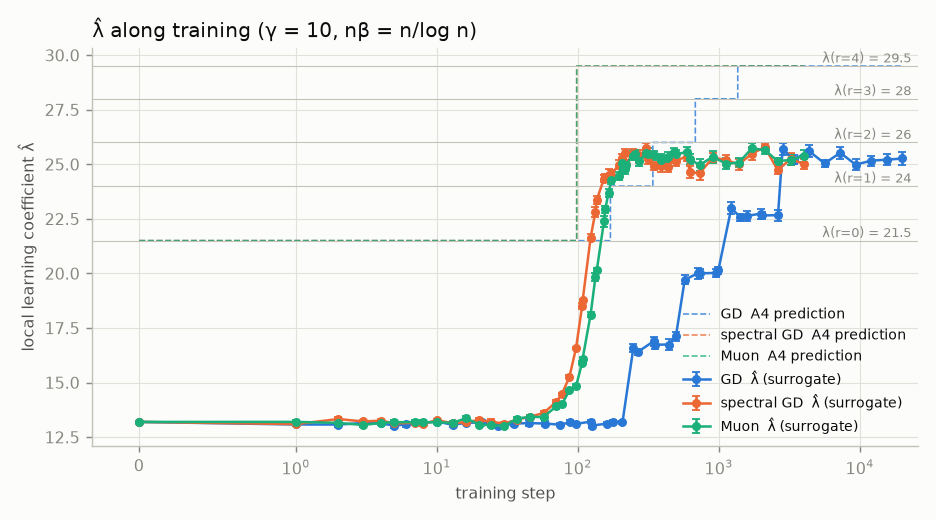 λ̂ along training (γ = 10, nβ = n/log n)
local learning coefficient λ̂
30.0
27.5
25.0
22.5
20.0
17.5
15.0
12.5
λ(r=4) = 29.5
λ(r=3) = 28
λ(r=2) = 26
λ(r=1) = 24
λ(r=0) = 21.5
GD A4 prediction
spectral GD A4 prediction
Muon A4 prediction
GD λ̂ (surrogate)
spectral GD λ̂ (surrogate)
Muon λ̂ (surrogate)
0 10⁰ 10¹ 10² 10³ 10⁴
training step